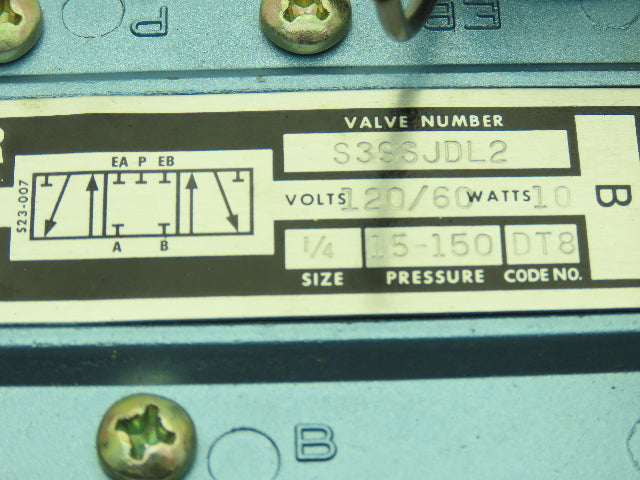 P EB
R
VALVE NUMBER
S3SSJDL2
EA P EB
S23-007
A B
VOLTS 120/60 WATTS 10
1/4 15-150 DT8
SIZE PRESSURE CODE NO.
B
B